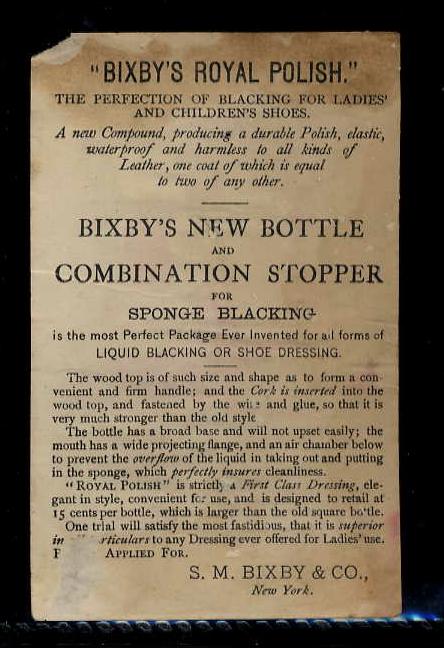 "BIXBY'S ROYAL POLISH."
THE PERFECTION OF BLACKING FOR LADIES'
AND CHILDREN'S SHOES.
A new Compound, producing a durable Polish, elastic,
waterproof and harmless to all kinds of
Leather, one coat of which is equal
to two of any other.
BIXBY'S NEW BOTTLE
AND
COMBINATION STOPPER
FOR
SPONGE BLACKING
is the most Perfect Package Ever Invented for all forms of
LIQUID BLACKING OR SHOE DRESSING.
The wood top is of such size and shape as to form a con-
venient and firm handle; and the Cork is inserted into the
wood top, and fastened by the wire and glue, so that it is
very much stronger than the old style
The bottle has a broad base and will not upset easily; the
mouth has a wide projecting flange, and an air chamber below
to prevent the overflow of the liquid in taking out and putting
in the sponge, which perfectly insures cleanliness.
"ROYAL POLISH" is strictly a First Class Dressing, ele-
gant in style, convenient for use, and is designed to retail at
15 cents per bottle, which is larger than the old square bottle.
One trial will satisfy the most fastidious, that it is superior
in rticulars to any Dressing ever offered for Ladies' use.
P APPLIED FOR.
S. M. BIXBY & CO.,
New York.